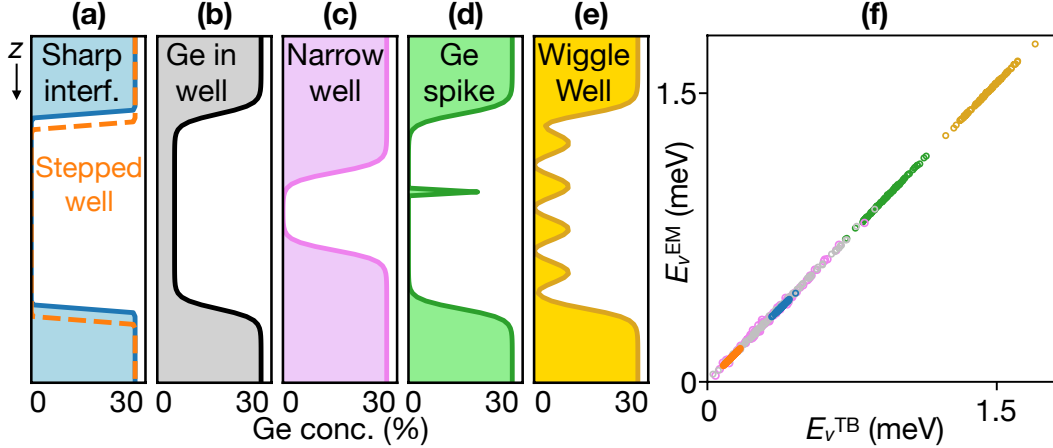 (a) (b) (c) (d) (e) (f)
z
Sharp
interf.
Stepped
well
Ge in
well
Narrow
well
Ge
spike
Wiggle
Well
0 30 0 30 0 30 0 30 0 30
Ge conc. (%)
1.5
0
E_v^EM (meV)
0 1.5
E_v^TB (meV)